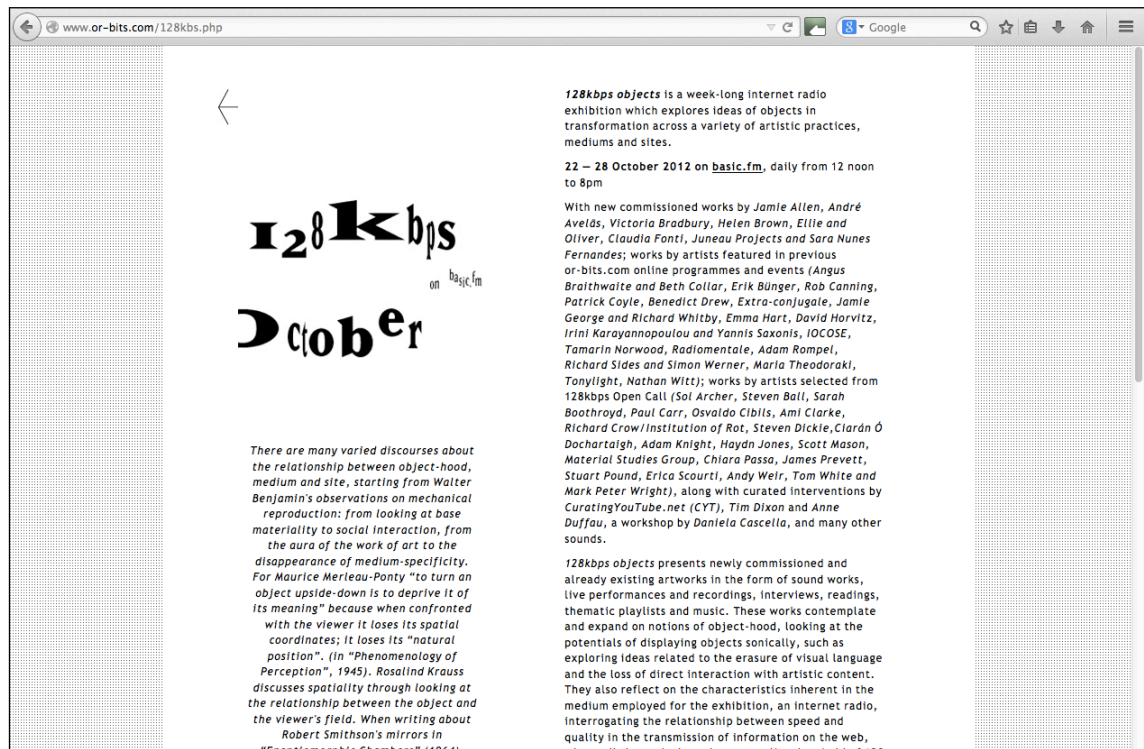 www.or-bits.com/128kbs.php
Google
128kbps
on basic.fm
October
There are many varied discourses about
the relationship between object-hood,
medium and site, starting from Walter
Benjamin's observations on mechanical
reproduction: from looking at base
materiality to social interaction, from
the aura of the work of art to the
disappearance of medium-specificity.
For Maurice Merleau-Ponty “to turn an
object upside-down is to deprive it of
its meaning” because when confronted
with the viewer it loses its spatial
coordinates; it loses its “natural
position”. (in “Phenomenology of
Perception”, 1945). Rosalind Krauss
discusses spatiality through looking at
the relationship between the object and
the viewer's field. When writing about
Robert Smithson's mirrors in
128kbps objects is a week-long internet radio
exhibition which explores ideas of objects in
transformation across a variety of artistic practices,
mediums and sites.
22 — 28 October 2012 on basic.fm, daily from 12 noon
to 8pm
With new commissioned works by Jamie Allen, André
Avelãs, Victoria Bradbury, Helen Brown, Ellie and
Oliver, Claudia Fonti, Juneau Projects and Sara Nunes
Fernandes; works by artists featured in previous
or-bits.com online programmes and events (Angus
Braithwaite and Beth Collar, Erik Bünger, Rob Canning,
Patrick Coyle, Benedict Drew, Extra-conjugale, Jamie
George and Richard Whitby, Emma Hart, David Horvitz,
Irini Karayannopoulou and Yannis Saxonis, IOCOSE,
Tamarin Norwood, Radiomentale, Adam Rompel,
Richard Sides and Simon Werner, Maria Theodoraki,
Tonylight, Nathan Witt); works by artists selected from
128kbps Open Call (Sol Archer, Steven Ball, Sarah
Boothroyd, Paul Carr, Osvaldo Cibils, Ami Clarke,
Richard Crow/Institution of Rot, Steven Dickie,Ciarán Ó
Dochartaigh, Adam Knight, Haydn Jones, Scott Mason,
Material Studies Group, Chiara Passa, James Prevett,
Stuart Pound, Erica Scourti, Andy Weir, Tom White and
Mark Peter Wright), along with curated interventions by
CuratingYouTube.net (CYT), Tim Dixon and Anne
Duffau, a workshop by Daniela Cascella, and many other
sounds.
128kbps objects presents newly commissioned and
already existing artworks in the form of sound works,
live performances and recordings, interviews, readings,
thematic playlists and music. These works contemplate
and expand on notions of object-hood, looking at the
potentials of displaying objects sonically, such as
exploring ideas related to the erasure of visual language
and the loss of direct interaction with artistic content.
They also reflect on the characteristics inherent in the
medium employed for the exhibition, an internet radio,
interrogating the relationship between speed and
quality in the transmission of information on the web,